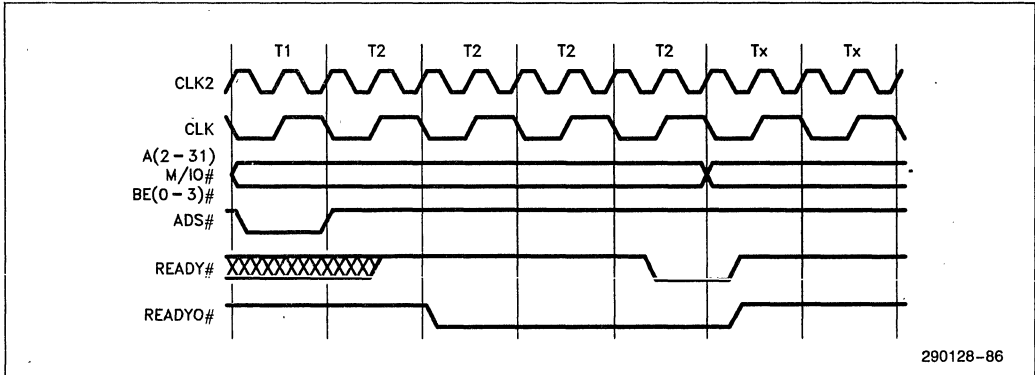 T1 T2 T2 T2 T2 Tx Tx
CLK2
CLK
A(2-31)
M/IO#
BE(0-3)#
ADS#
READY#
READYO#
290128-86